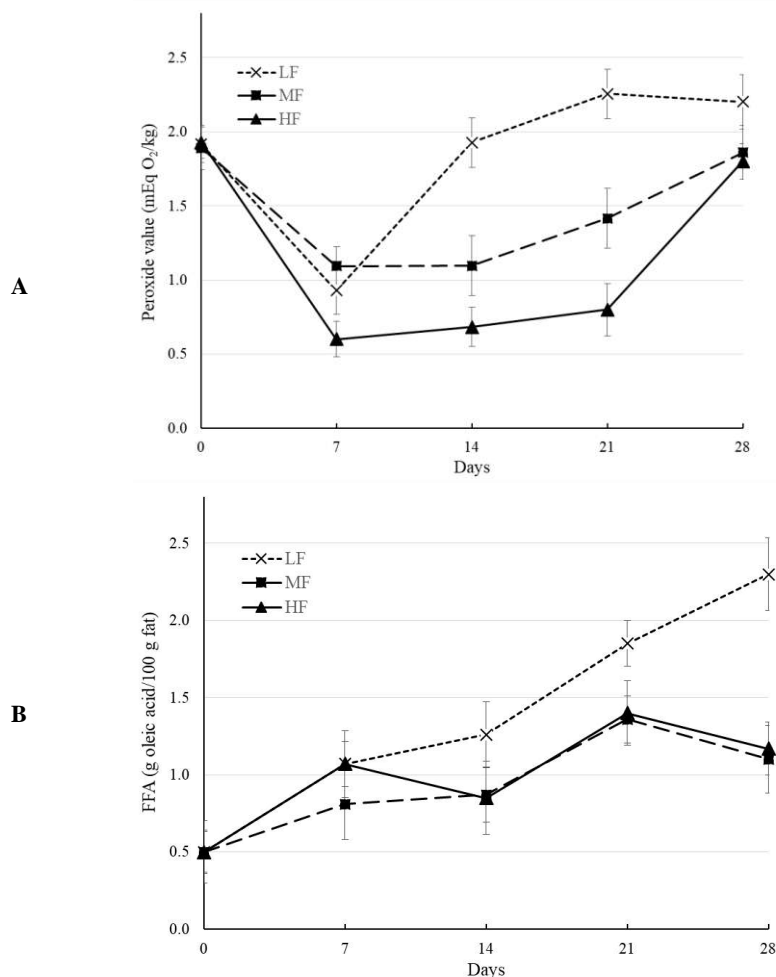 A
Peroxide value (mEq O₂/kg)
2.5
2.0
1.5
1.0
0.5
0.0
LF
MF
HF
0 7 14 21 28
Days
B
FFA (g oleic acid/100 g fat)
2.5
2.0
1.5
1.0
0.5
0.0
LF
MF
HF
0 7 14 21 28
Days